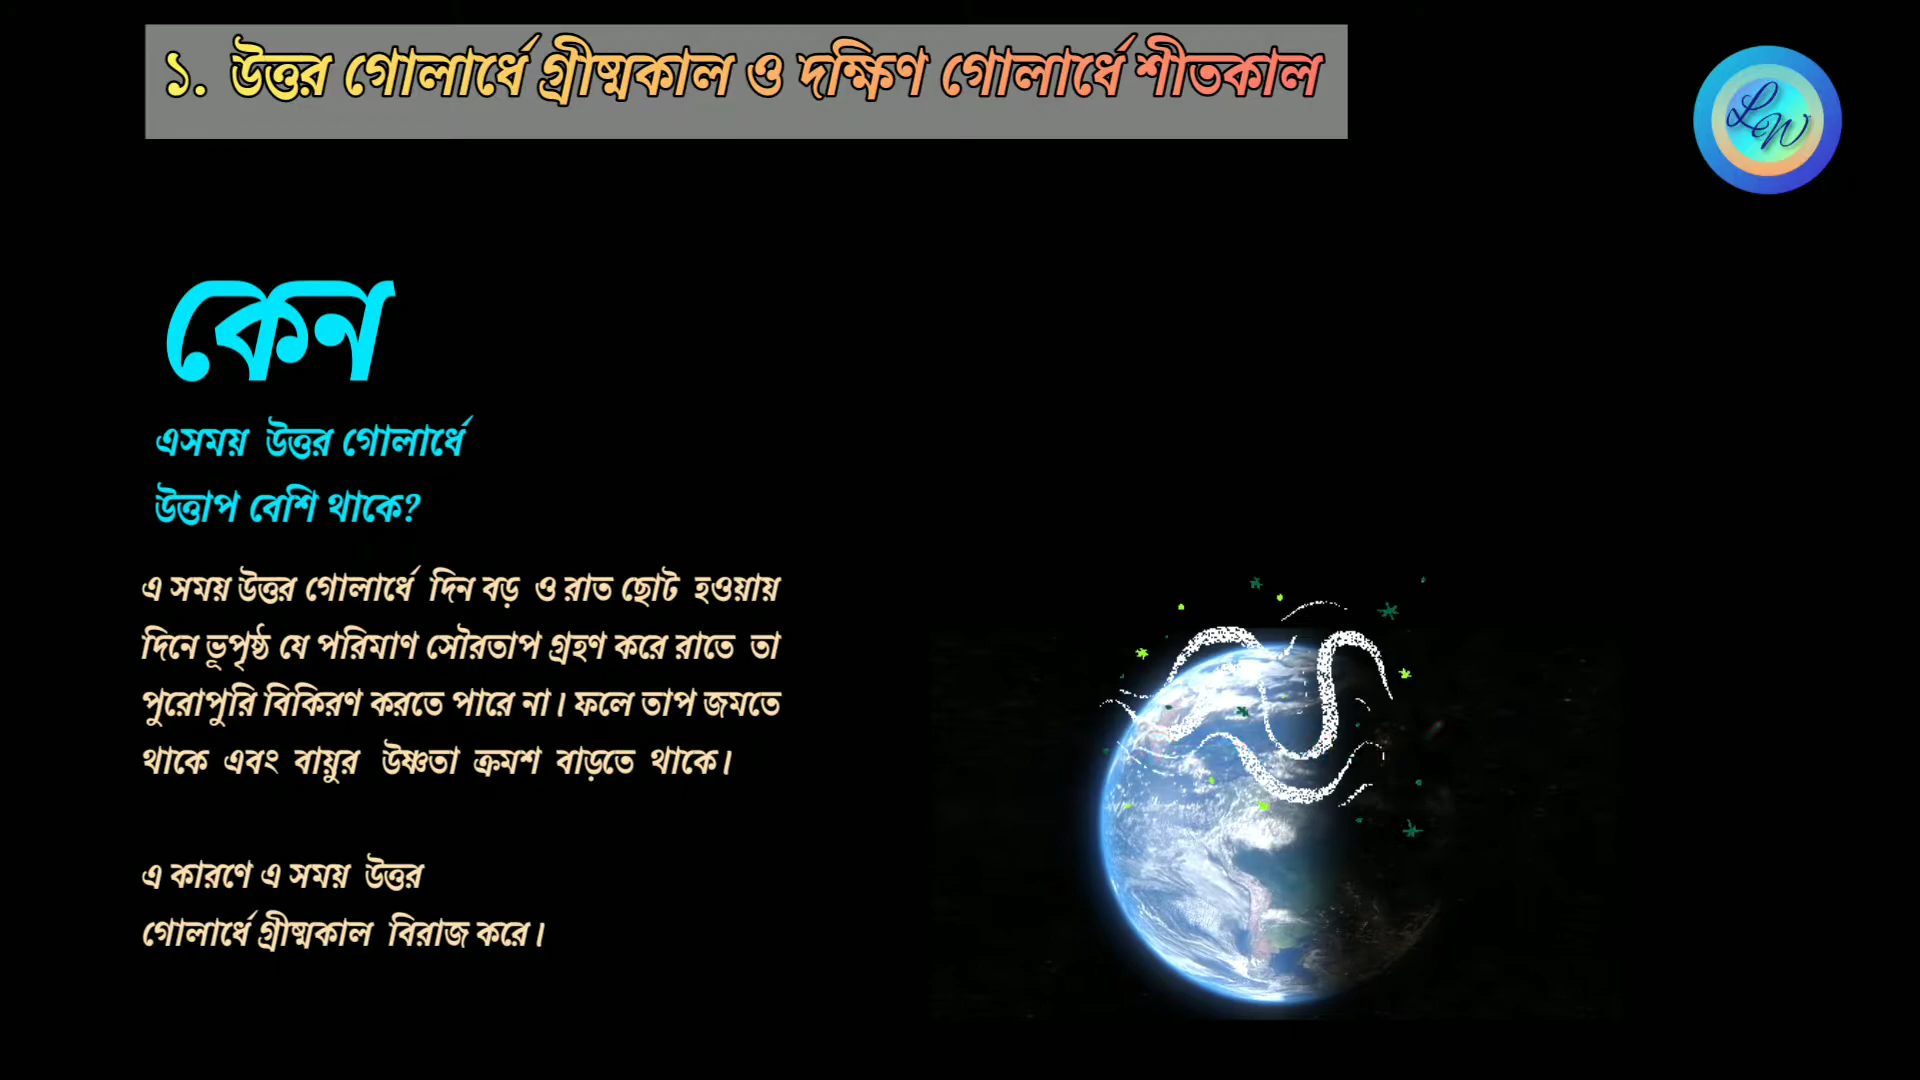 ১. উত্তর গোলার্ধে গ্রীষ্মকাল ও দক্ষিণ গোলার্ধে শীতকাল
LW
কেন
এসময় উত্তর গোলার্ধে
উত্তাপ বেশি থাকে?
এ সময় উত্তর গোলার্ধে দিন বড় ও রাত ছোট হওয়ায়
দিনে ভূপৃষ্ঠ যে পরিমাণ সৌরতাপ গ্রহণ করে রাতে তা
পুরোপুরি বিকিরণ করতে পারে না। ফলে তাপ জমতে
থাকে এবং বায়ুর উষ্ণতা ক্রমশ বাড়তে থাকে।
এ কারণে এ সময় উত্তর
গোলার্ধে গ্রীষ্মকাল বিরাজ করে।